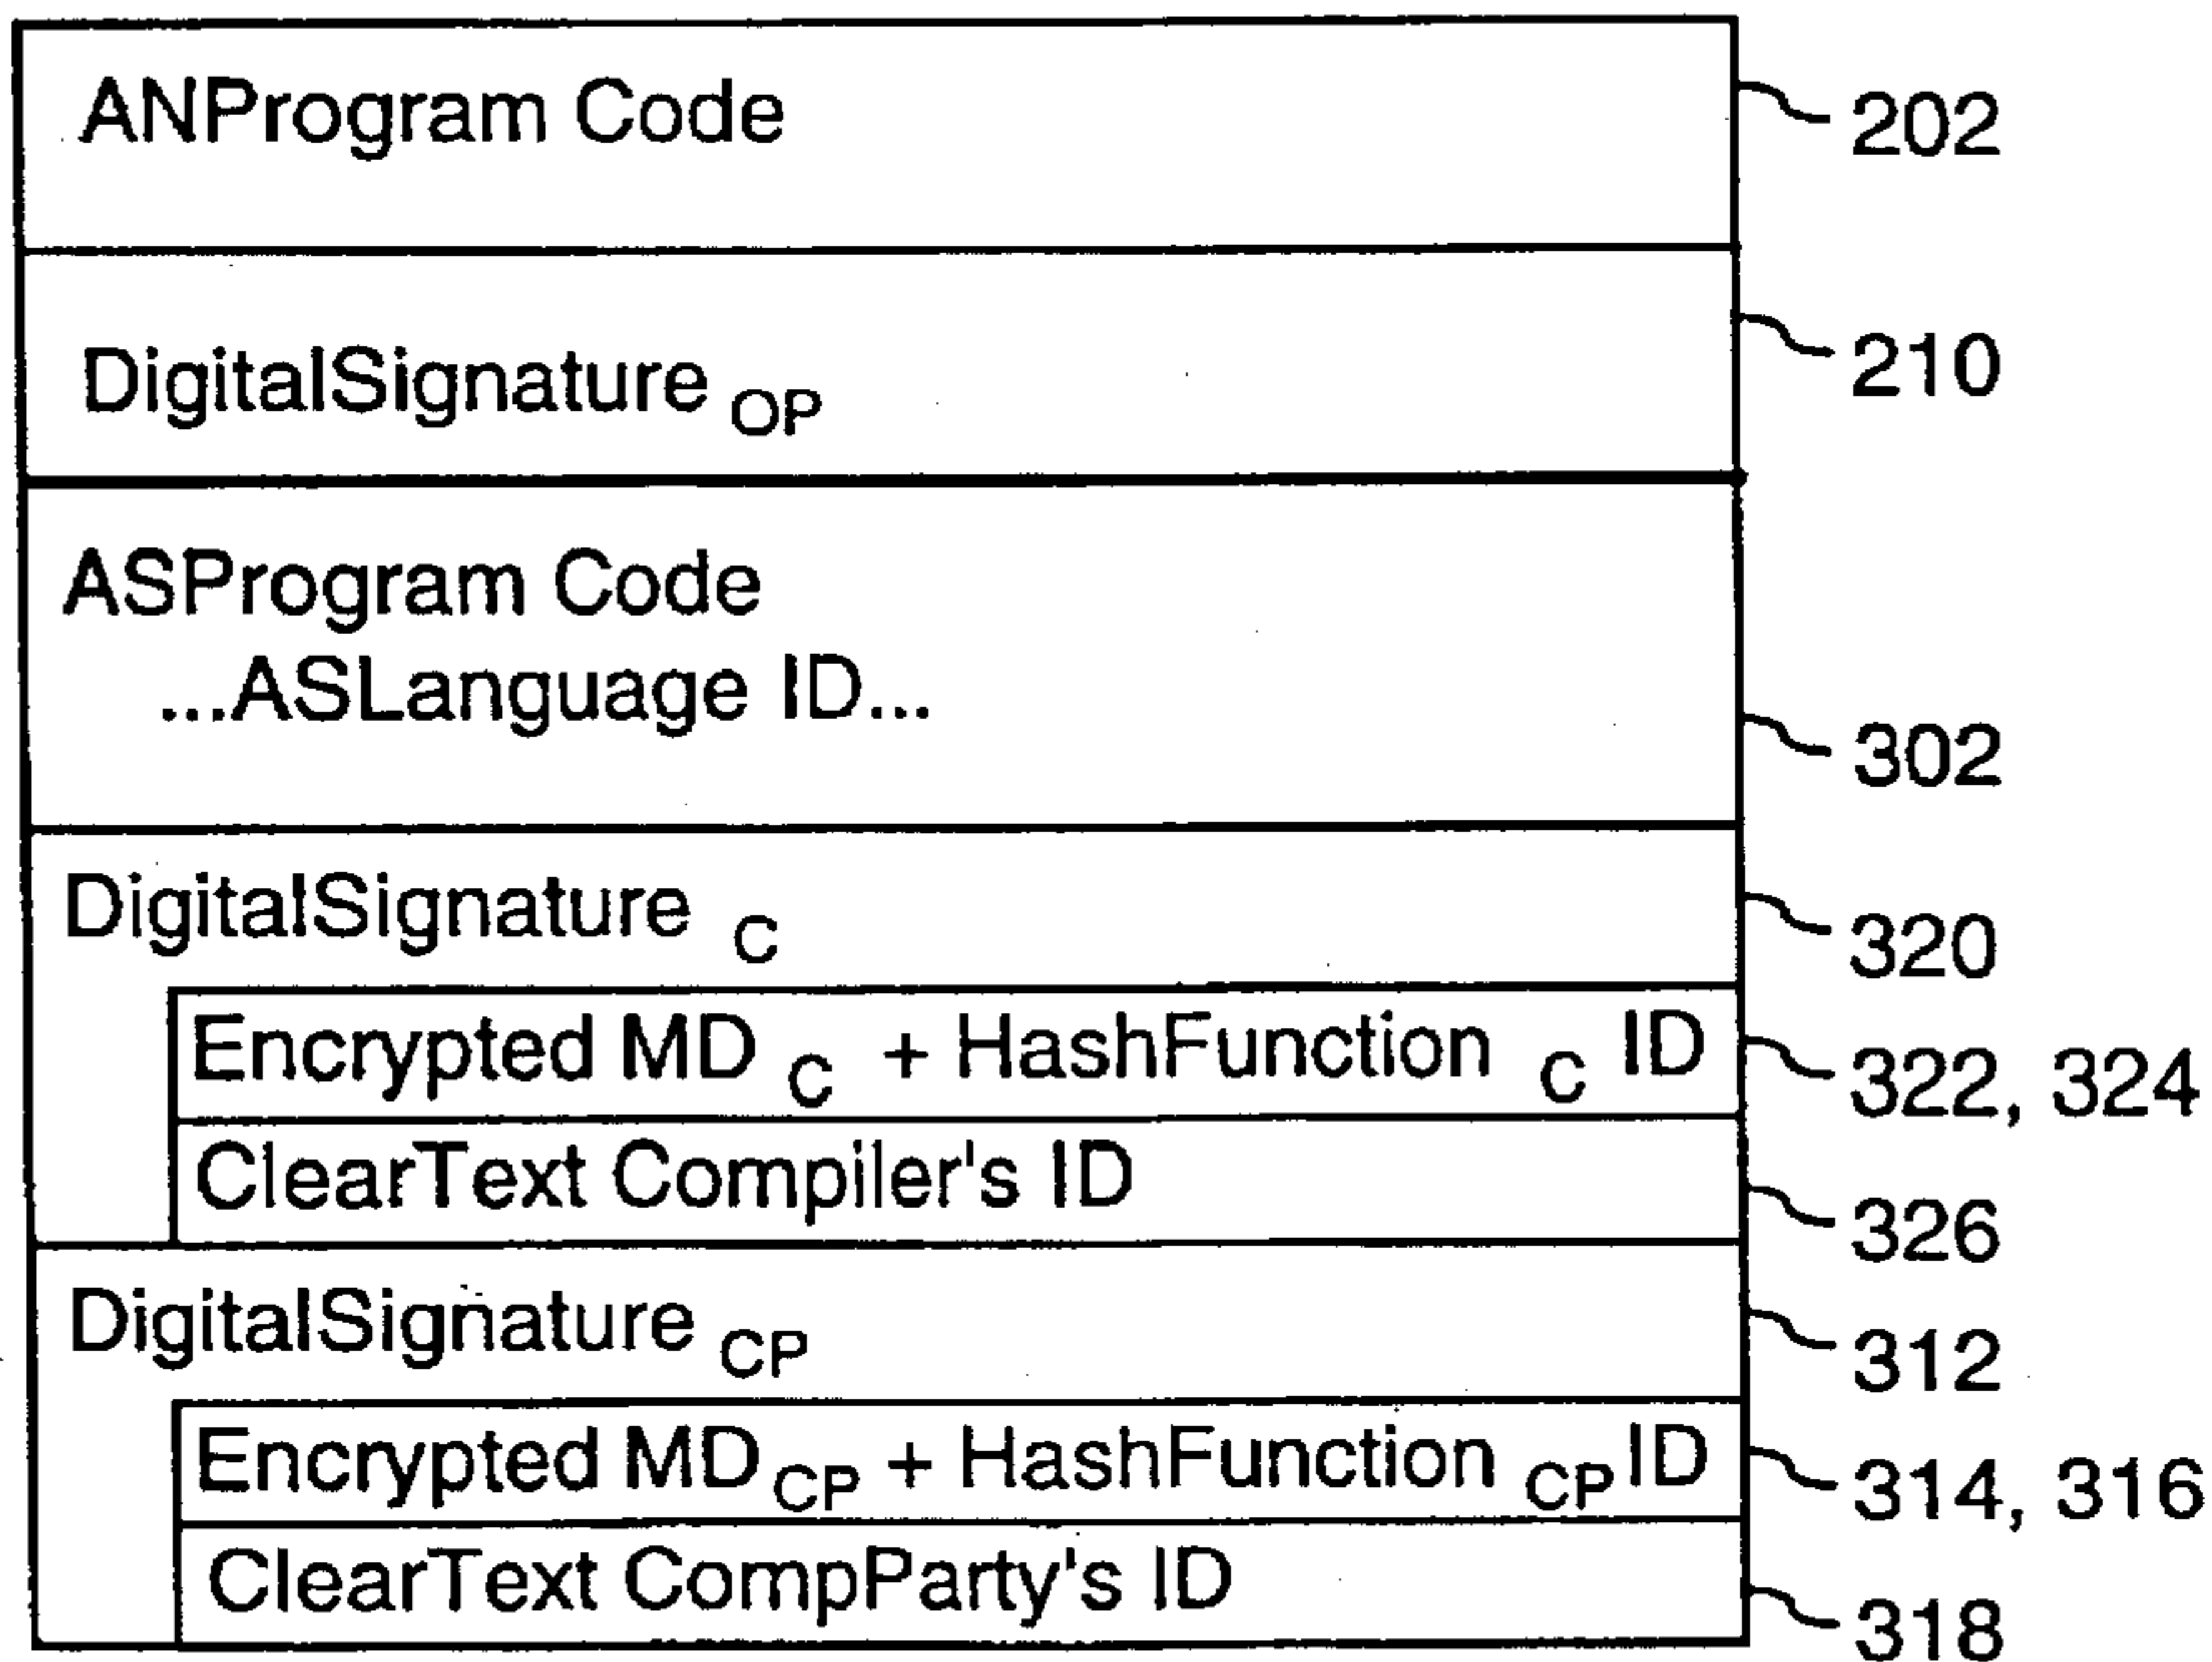 ANProgram Code
202
DigitalSignature OP
210
ASProgram Code
...ASLanguage ID...
302
DigitalSignature C
320
Encrypted MD C + HashFunction C ID
322, 324
ClearText Compiler's ID
326
DigitalSignature CP
312
Encrypted MD CP + HashFunction CP ID
314, 316
ClearText CompParty's ID
318